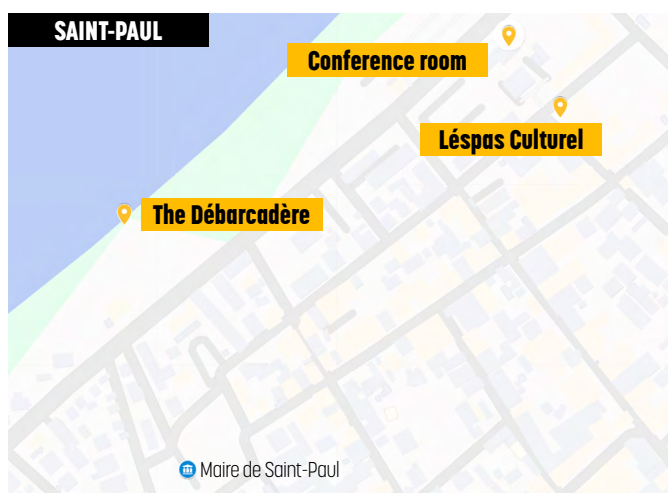 SAINT-PAUL
Conference room
Léspas Culturel
The Débarcadère
Maire de Saint-Paul